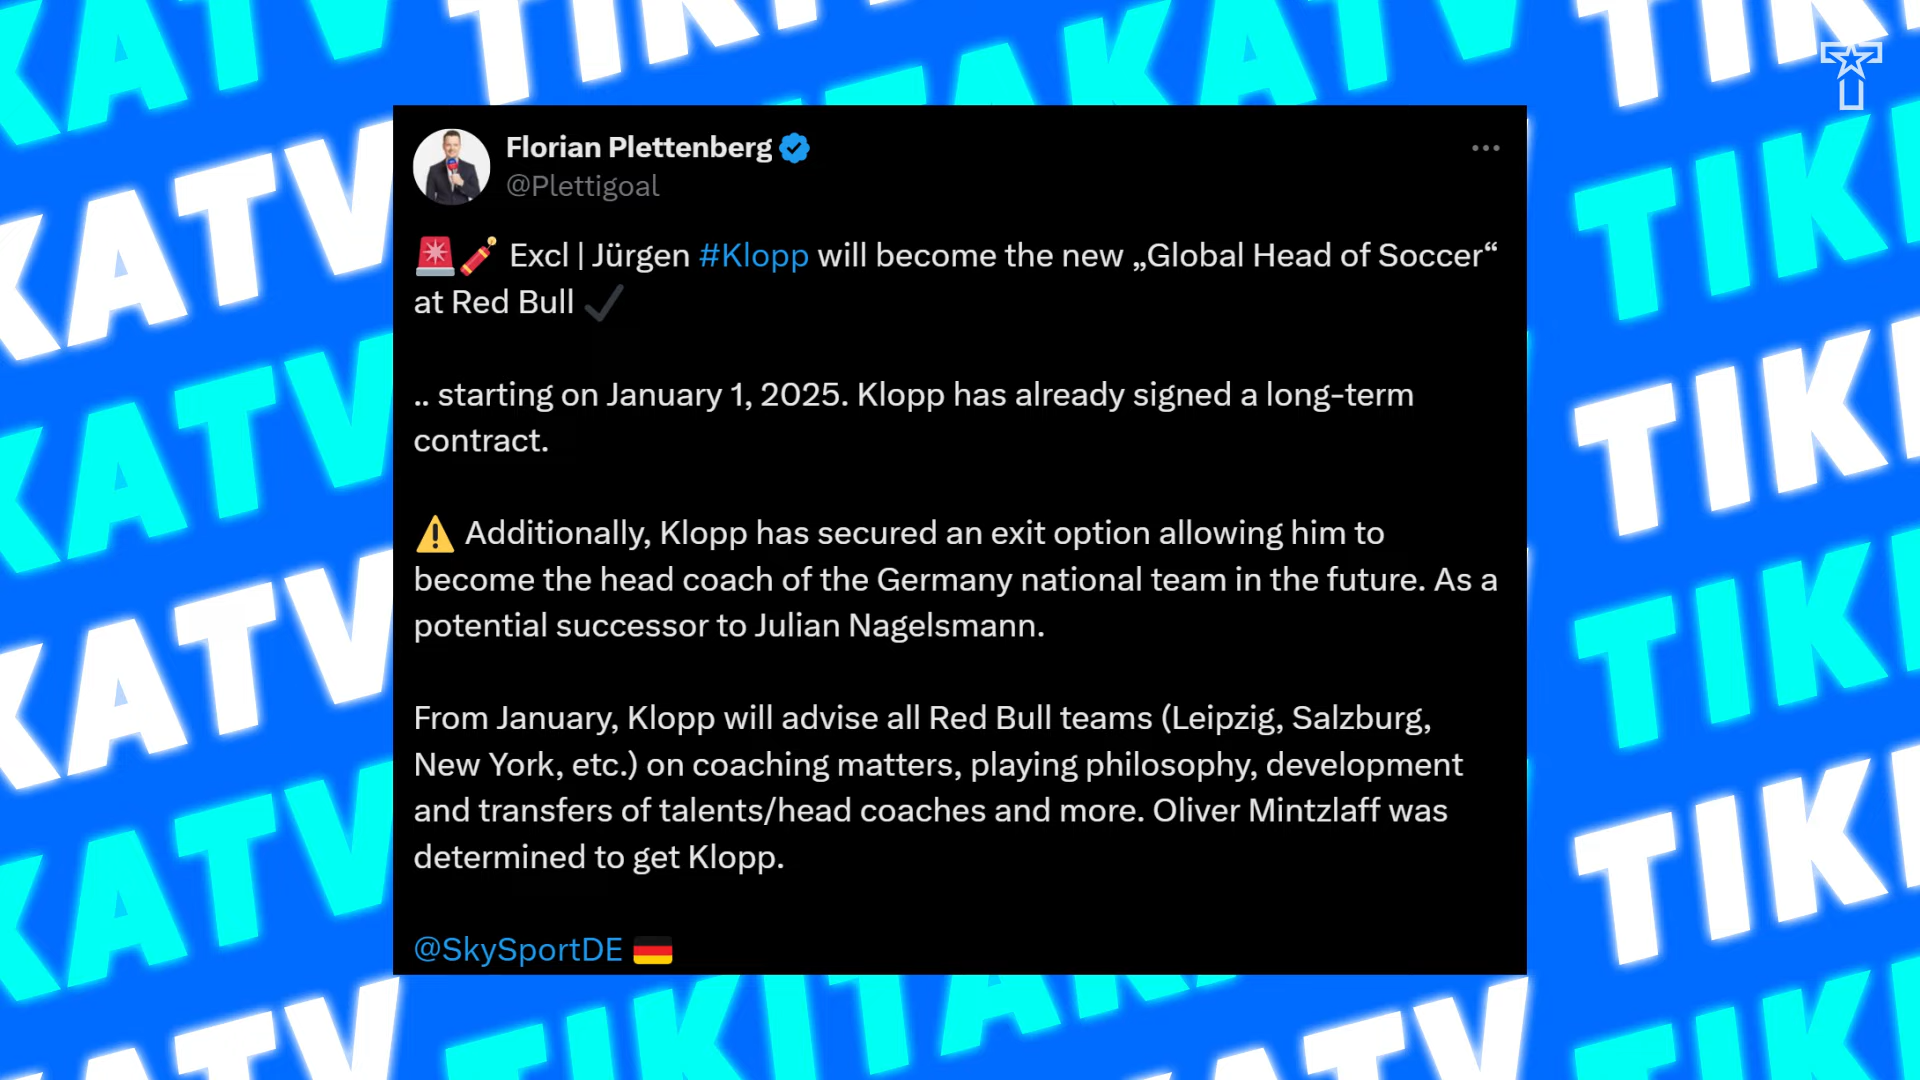 KATV TIKITAKATV TIKI
Florian Plettenberg
@Plettigoal
🚨🧨 Excl | Jürgen #Klopp will become the new „Global Head of Soccer“
at Red Bull ✔️
.. starting on January 1, 2025. Klopp has already signed a long-term
contract.
⚠️ Additionally, Klopp has secured an exit option allowing him to
become the head coach of the Germany national team in the future. As a
potential successor to Julian Nagelsmann.
From January, Klopp will advise all Red Bull teams (Leipzig, Salzburg,
New York, etc.) on coaching matters, playing philosophy, development
and transfers of talents/head coaches and more. Oliver Mintzlaff was
determined to get Klopp.
@SkySportDE 🇩🇪